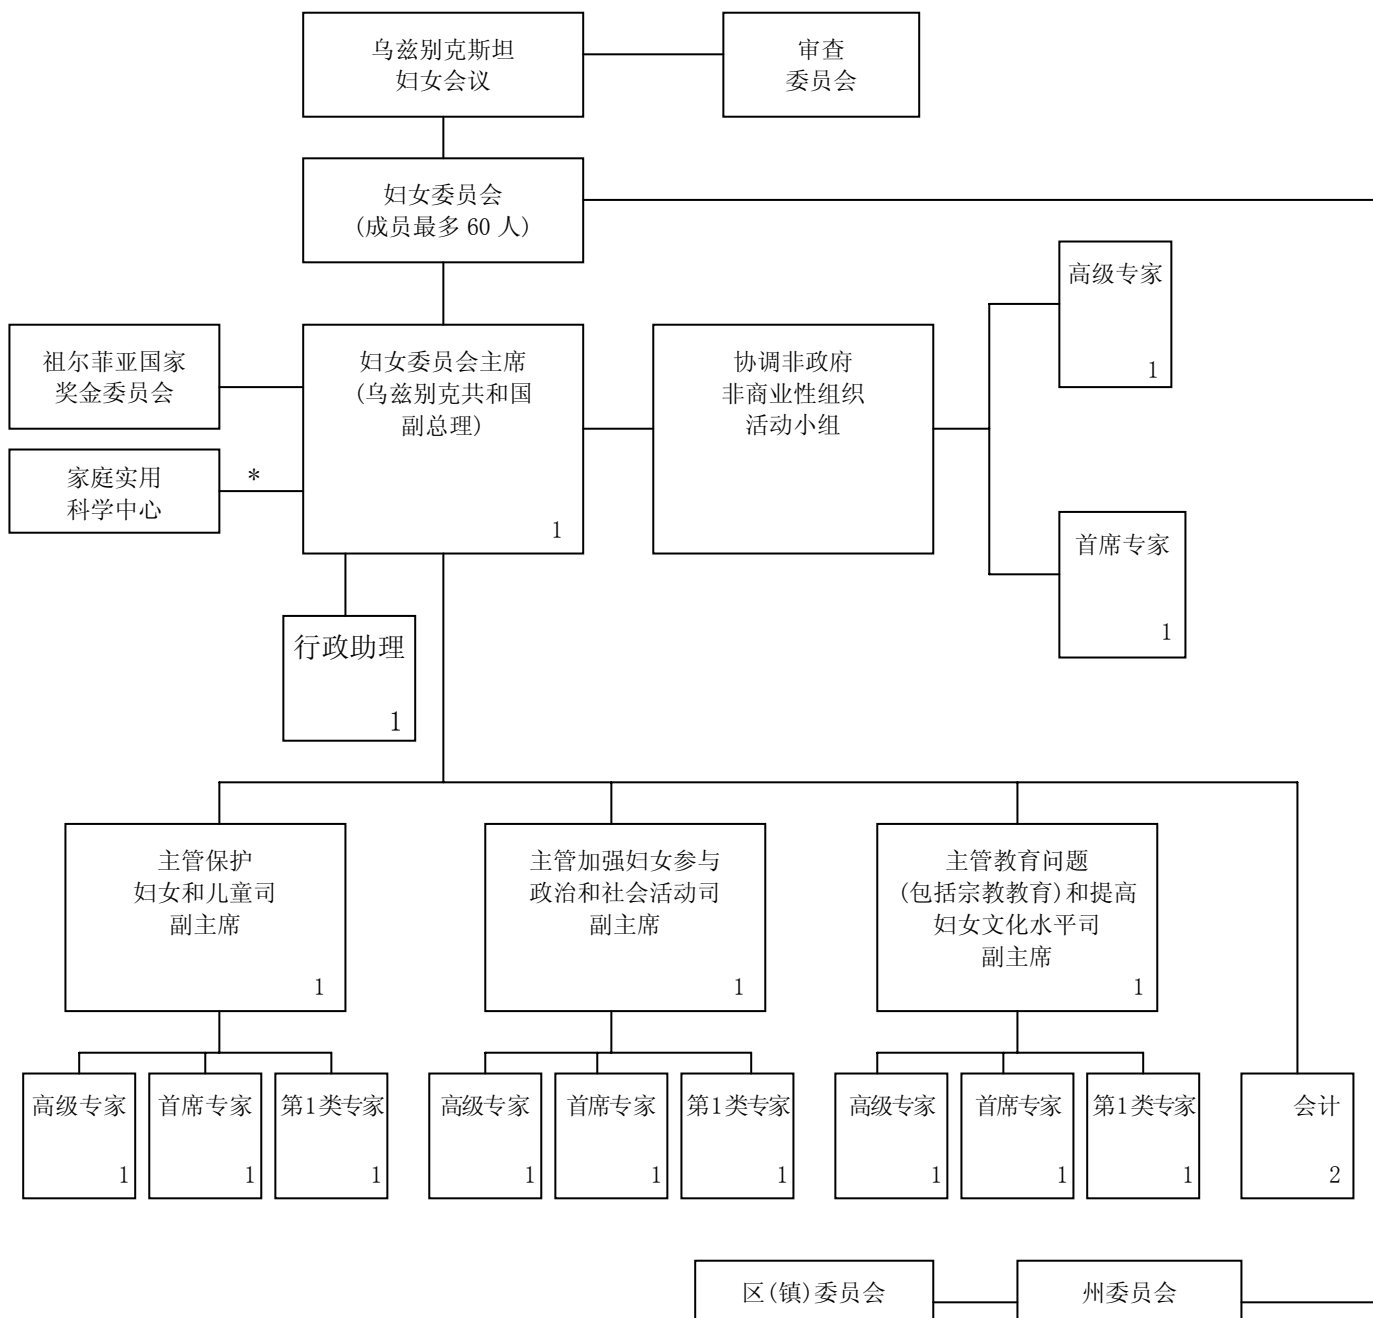 乌兹别克斯坦
妇女会议
审查
委员会
妇女委员会
(成员最多 60 人)
高级专家
1
祖尔菲亚国家
奖金委员会
妇女委员会主席
(乌兹别克共和国
副总理)
1
协调非政府
非商业性组织
活动小组
家庭实用
科学中心
*
首席专家
1
行政助理
1
主管保护
妇女和儿童司
副主席
1
主管加强妇女参与
政治和社会活动司
副主席
1
主管教育问题
(包括宗教教育)和提高
妇女文化水平司
副主席
1
高级专家
1
首席专家
1
第1类专家
1
高级专家
1
首席专家
1
第1类专家
1
高级专家
1
首席专家
1
第1类专家
1
会计
2
区(镇)委员会
州委员会